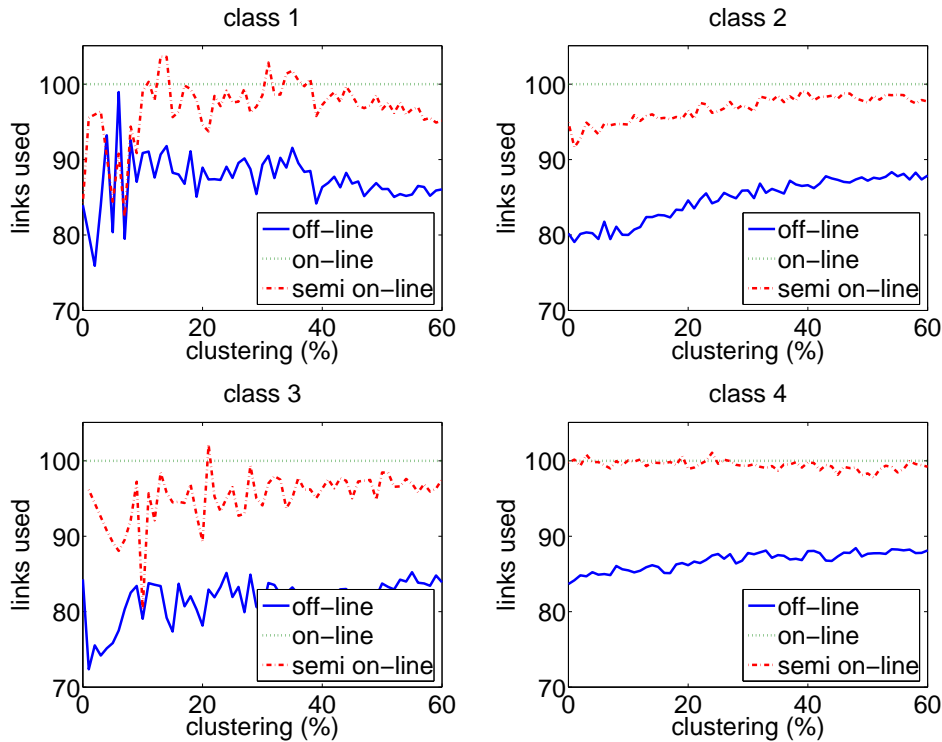 class 1
100
90
80
70
links used
0
20
40
60
clustering (%)
off−line
on−line
semi on−line
class 2
100
90
80
70
links used
0
20
40
60
clustering (%)
off−line
on−line
semi on−line
class 3
100
90
80
70
links used
0
20
40
60
clustering (%)
off−line
on−line
semi on−line
class 4
100
90
80
70
links used
0
20
40
60
clustering (%)
off−line
on−line
semi on−line